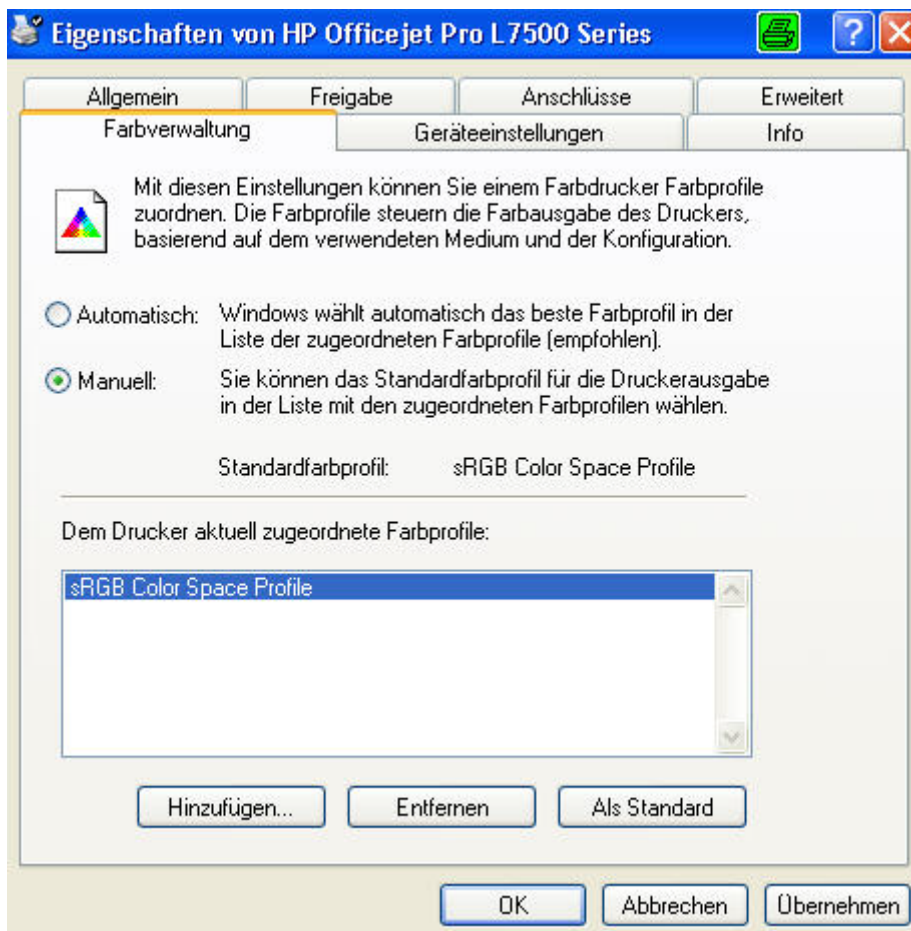 Eigenschaften von HP Officejet Pro L7500 Series
?
Allgemein
Freigabe
Anschlüsse
Erweitert
Farbverwaltung
Geräteeinstellungen
Info
Mit diesen Einstellungen können Sie einem Farbdrucker Farbprofile
zuordnen. Die Farbprofile steuern die Farbausgabe des Druckers,
basierend auf dem verwendeten Medium und der Konfiguration.
Automatisch: Windows wählt automatisch das beste Farbprofil in der
Liste der zugeordneten Farbprofile (empfohlen).
Manuell: Sie können das Standardfarbprofil für die Druckerausgabe
in der Liste mit den zugeordneten Farbprofilen wählen.
Standardfarbprofil: sRGB Color Space Profile
Dem Drucker aktuell zugeordnete Farbprofile:
sRGB Color Space Profile
Hinzufügen...
Entfernen
Als Standard
OK
Abbrechen
Übernehmen